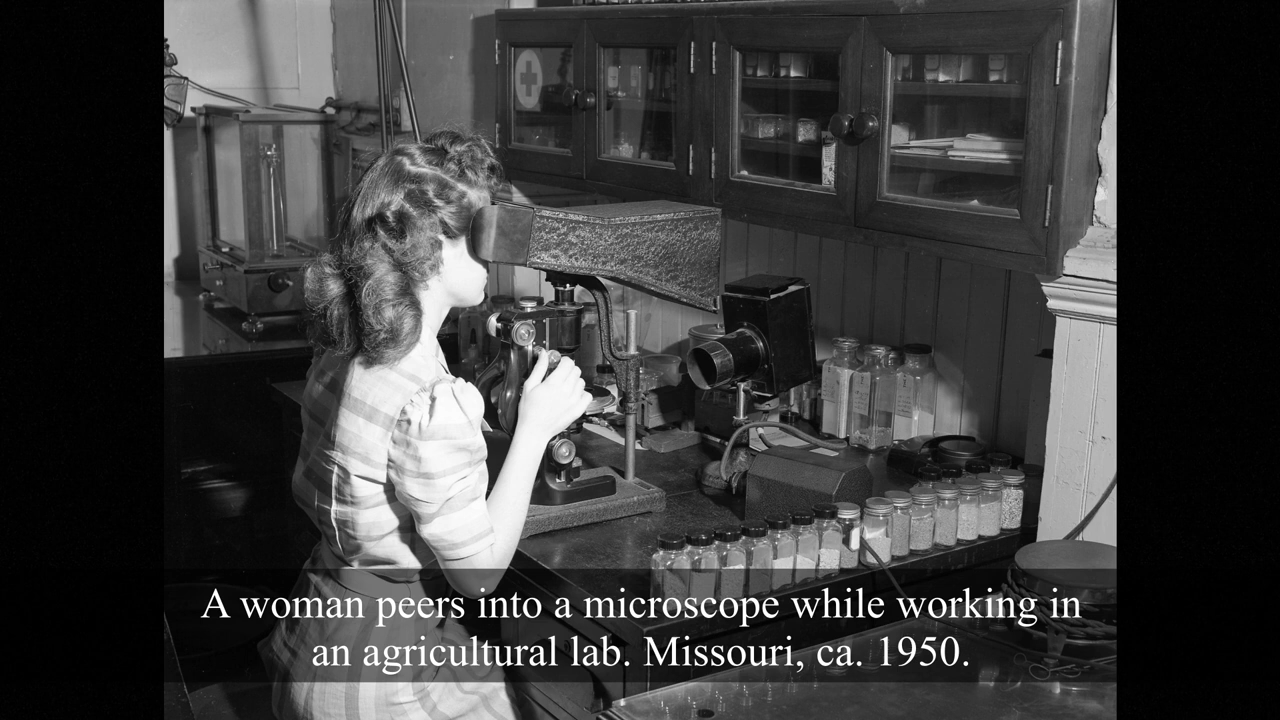 A woman peers into a microscope while working in
an agricultural lab. Missouri, ca. 1950.